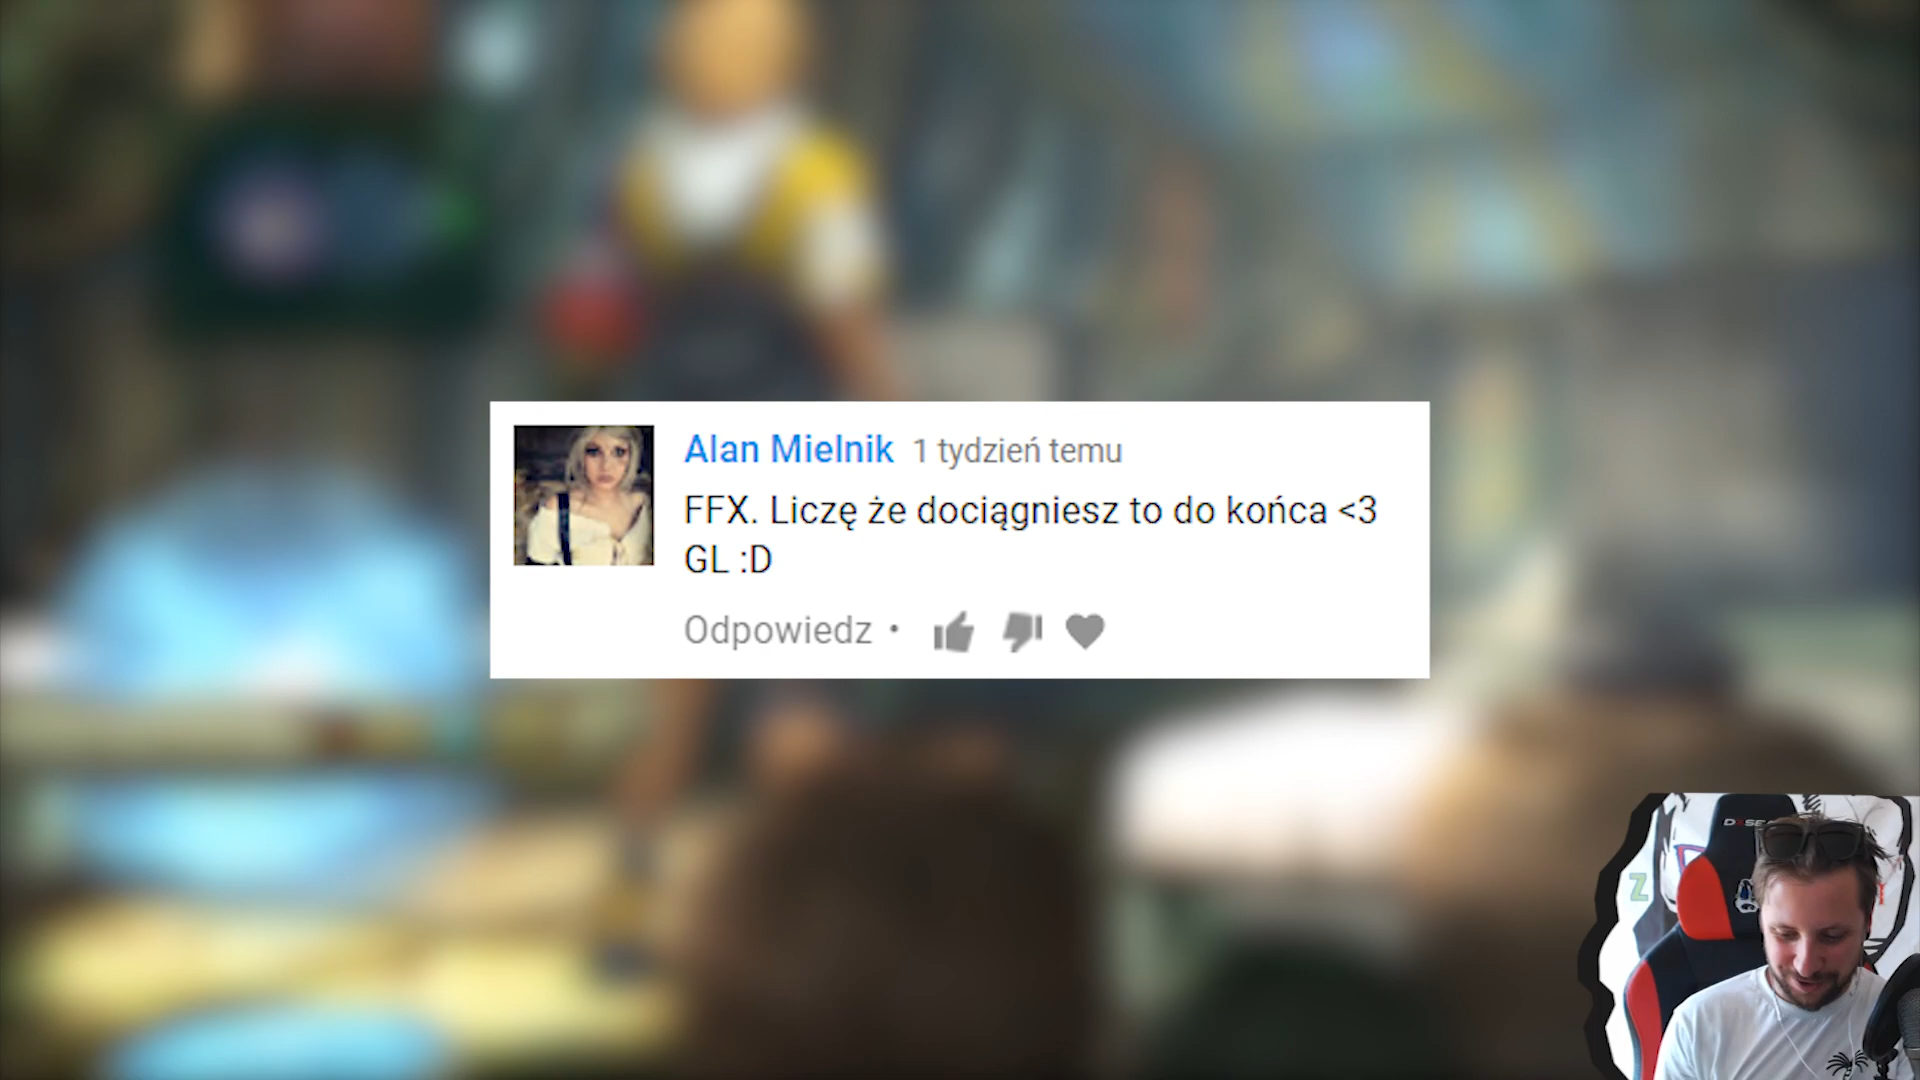 Alan Mielnik 1 tydzień temu
FFX. Liczę że dociągniesz to do końca <3
GL :D
Odpowiedz •
Z